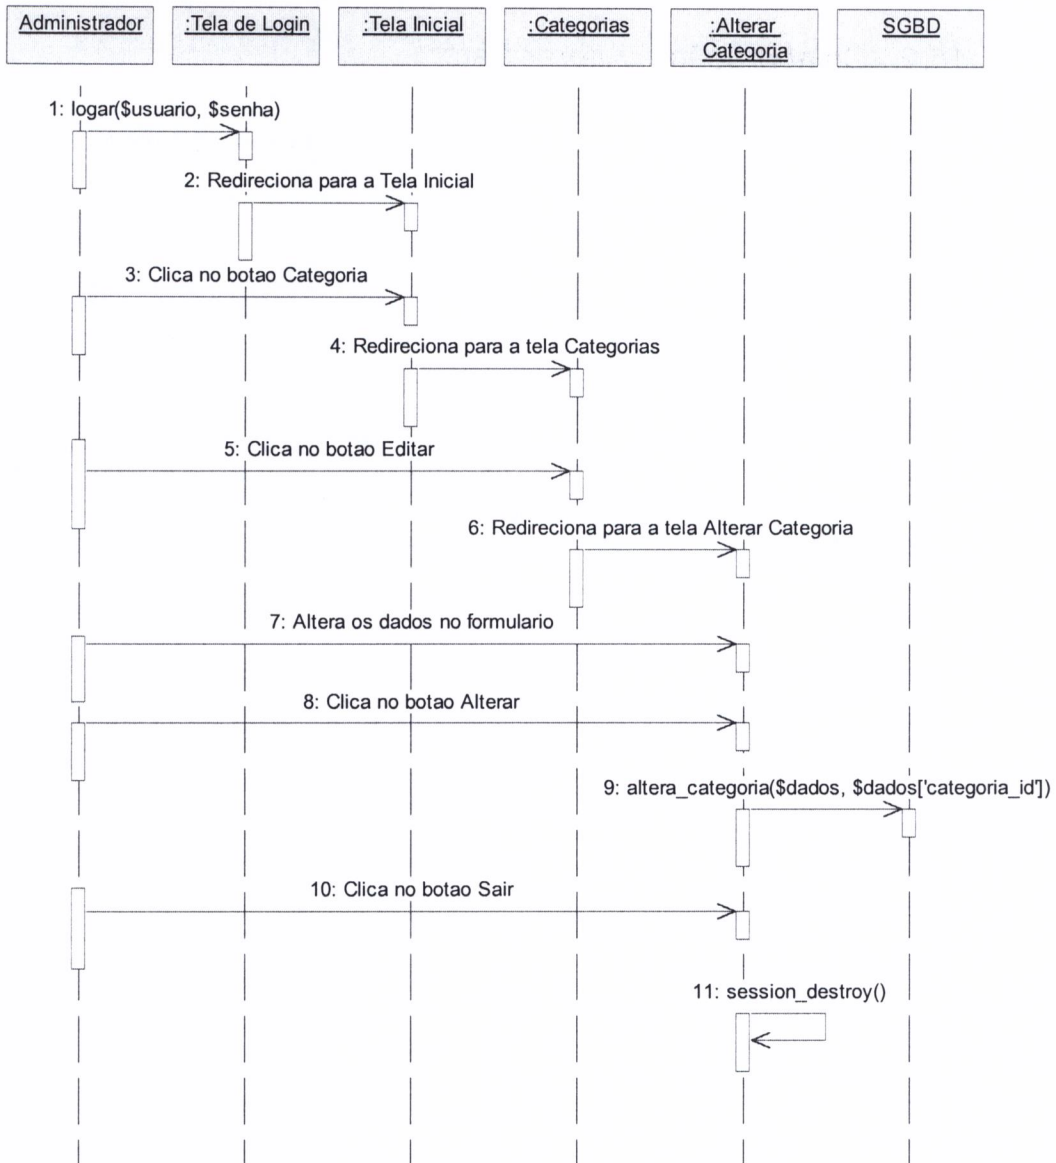 Administrador
:Tela de Login
:Tela Inicial
:Categorias
:Alterar
Categoria
SGBD
1: logar($usuario, $senha)
2: Redireciona para a Tela Inicial
3: Clica no botao Categoria
4: Redireciona para a tela Categorias
5: Clica no botao Editar
6: Redireciona para a tela Alterar Categoria
7: Altera os dados no formulario
8: Clica no botao Alterar
9: altera_categoria($dados, $dados['categoria_id'])
10: Clica no botao Sair
11: session_destroy()